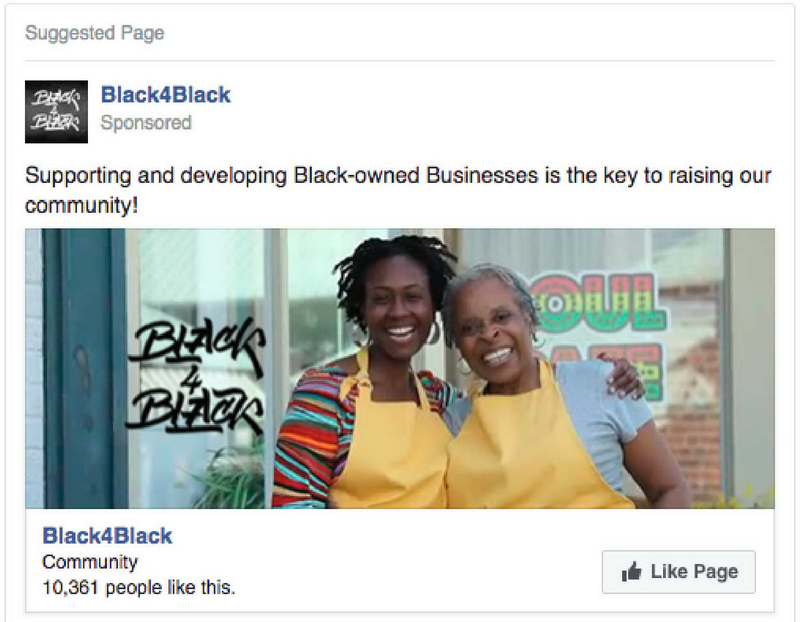 Suggested Page
BLACK
4
BLACK
Black4Black
Sponsored
Supporting and developing Black-owned Businesses is the key to raising our
community!
BLACK
4
BLACK
OUL
Black4Black
Community
10,361 people like this.
Like Page